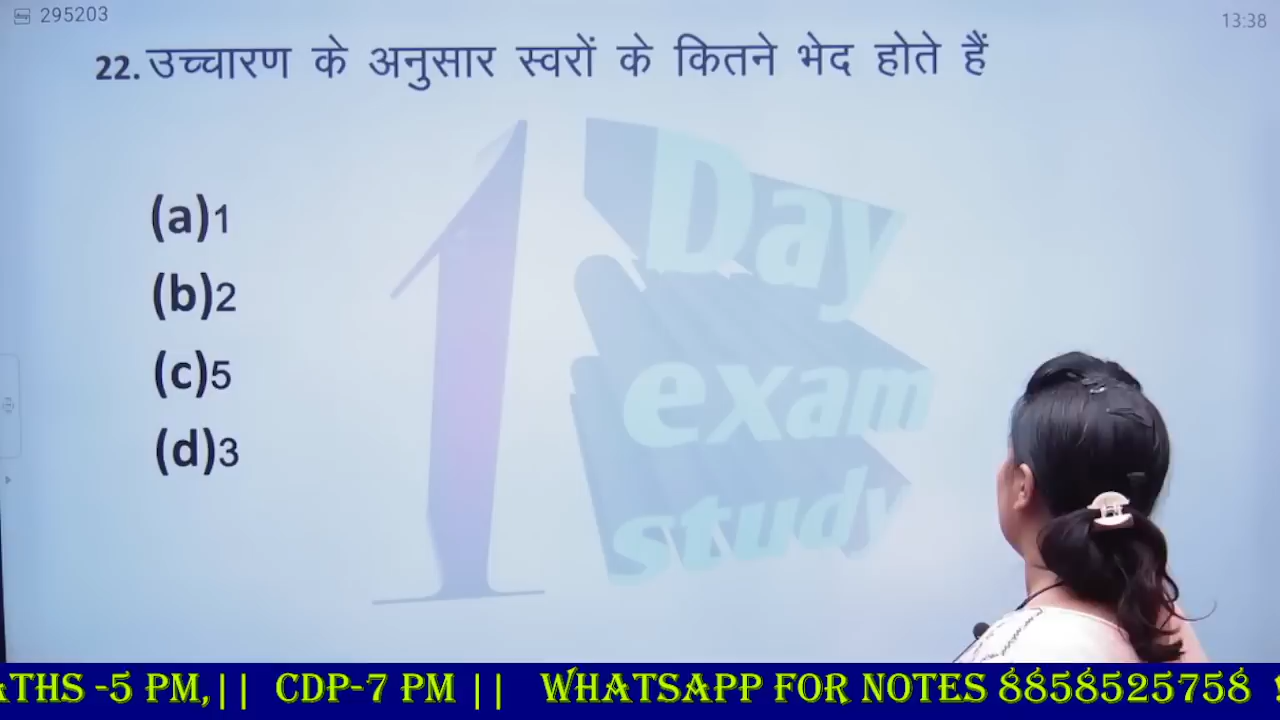 295203
13:38
22. उच्चारण के अनुसार स्वरों के कितने भेद होते हैं
(a)1
(b)2
(c)5
(d)3
1 Day
exam
study
ATHS -5 PM,|| CDP-7 PM || WHATSAPP FOR NOTES 8858525758